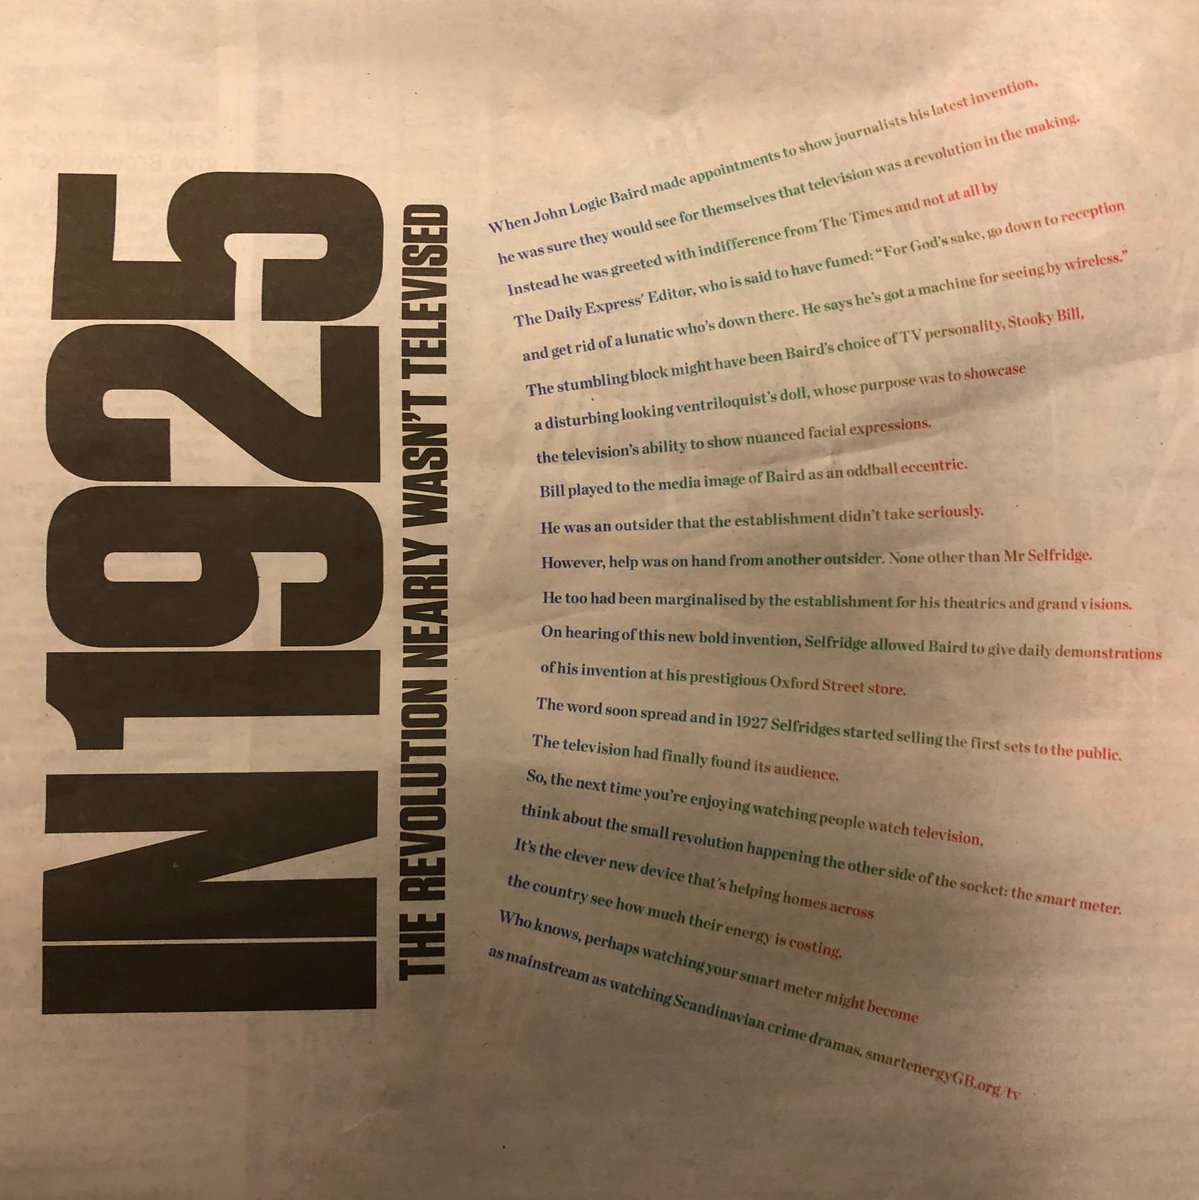 IN 1925
THE REVOLUTION NEARLY WASN'T TELEVISED
When John Logic Baird made appointments to show journalists his latest invention,
he was sure they would see for themselves that television was a revolution in the making.
Instead he was greeted with indifference from The Times and not at all by
The Daily Express' Editor, who is said to have fumed: “For God's sake, go down to reception
and get rid of a lunatic who's down there. He says he's got a machine for seeing by wireless.”
The stumbling block might have been Baird's choice of TV personality, Stooky Bill,
a disturbing looking ventriloquist's doll, whose purpose was to showcase
the television's ability to show nuanced facial expressions.
Bill played to the media image of Baird as an oddball eccentric.
He was an outsider that the establishment didn't take seriously.
However, help was on hand from another outsider. None other than Mr Selfridge.
He too had been marginalised by the establishment for his theatrics and grand visions.
On hearing of this new bold invention, Selfridge allowed Baird to give daily demonstrations
of his invention at his prestigious Oxford Street store.
The word soon spread and in 1927 Selfridges started selling the first sets to the public.
The television had finally found its audience.
So, the next time you're enjoying watching people watch television,
think about the small revolution happening the other side of the socket: the smart meter.
It's the clever new device that's helping homes across
the country see how much their energy is costing.
Who knows, perhaps watching your smart meter might become
as mainstream as watching Scandinavian crime dramas. smartenergyGB.org/tv